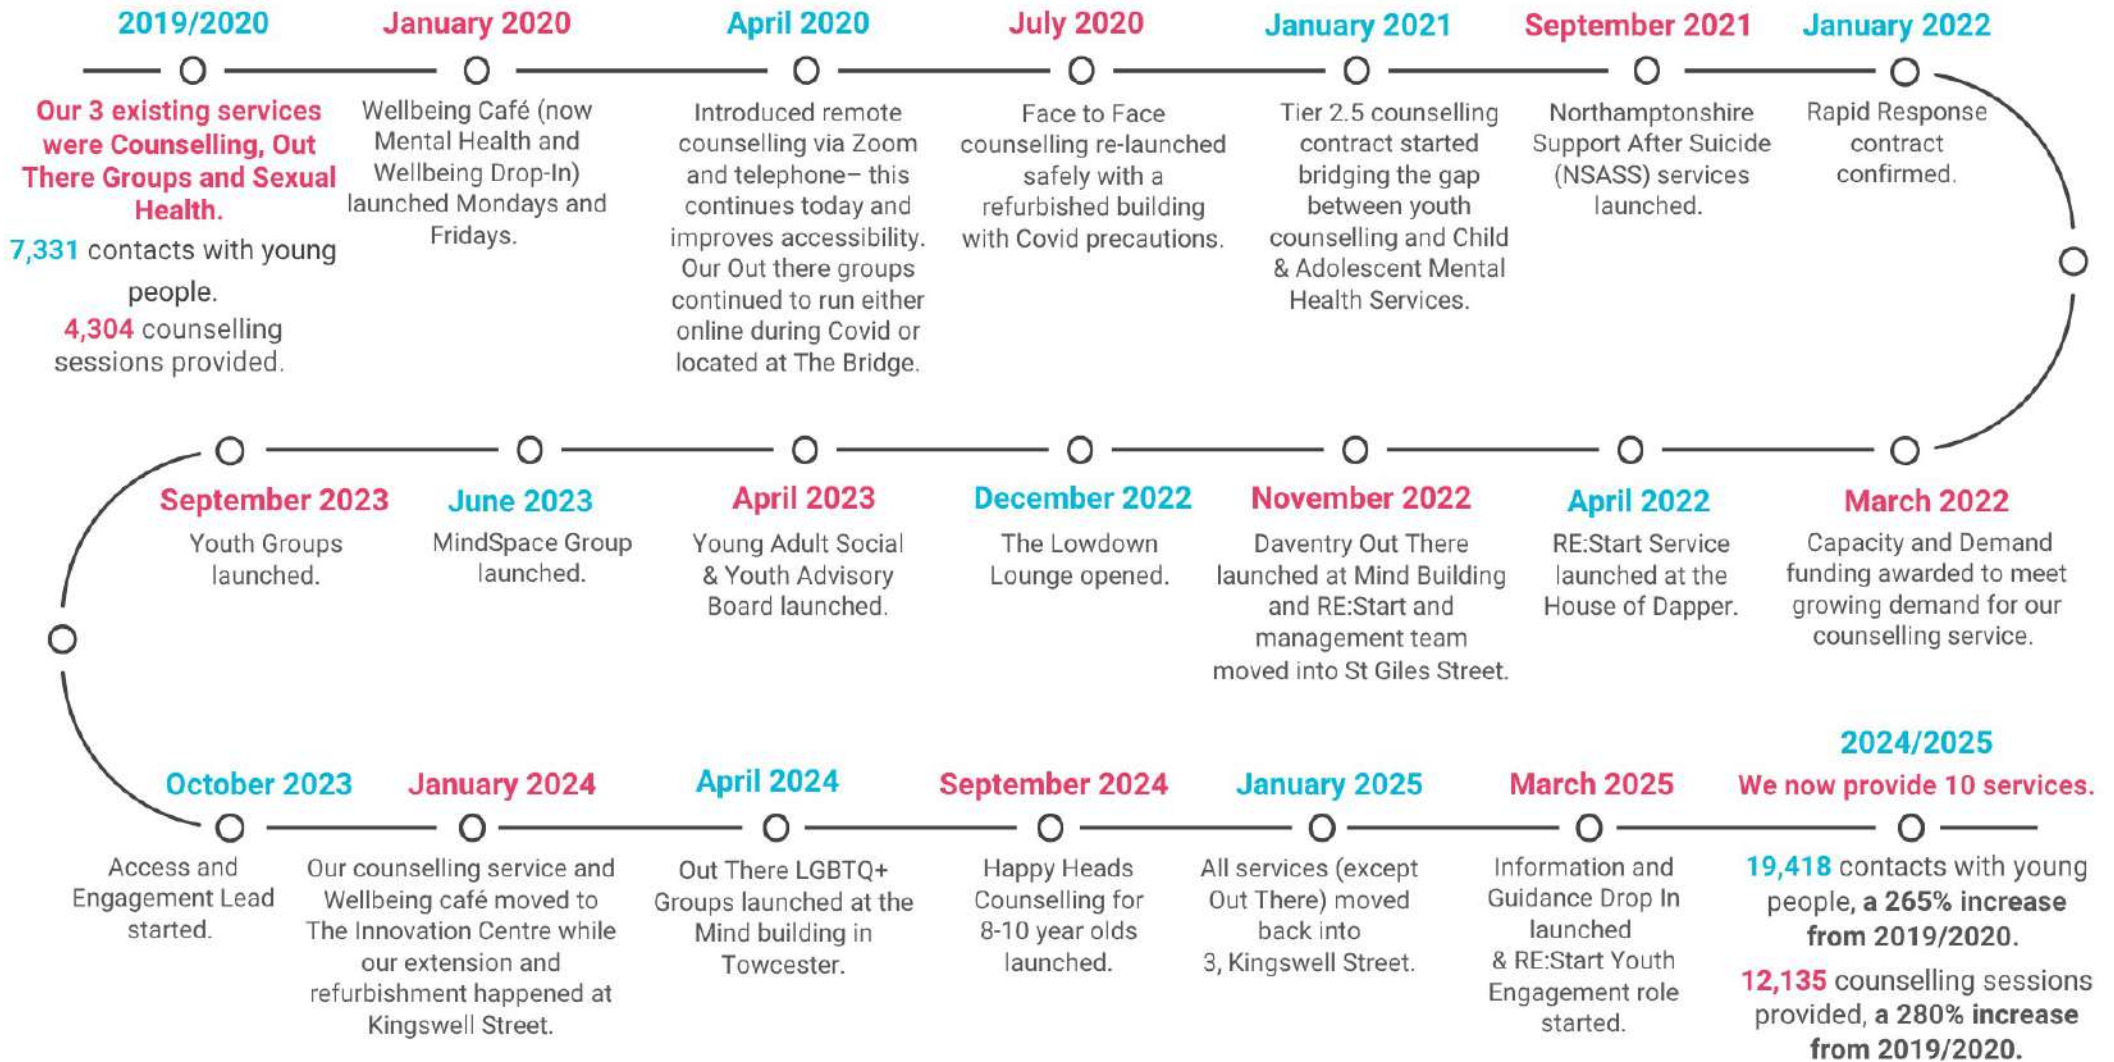 2019/2020
Our 3 existing services
were Counselling, Out
There Groups and Sexual
Health.
7,331 contacts with young
people.
4,304 counselling
sessions provided.
January 2020
Wellbeing Café (now
Mental Health and
Wellbeing Drop-In)
launched Mondays and
Fridays.
April 2020
Introduced remote
counselling via Zoom
and telephone– this
continues today and
improves accessibility.
Our Out there groups
continued to run either
online during Covid or
located at The Bridge.
July 2020
Face to Face
counselling re-launched
safely with a
refurbished building
with Covid precautions.
January 2021
Tier 2.5 counselling
contract started
bridging the gap
between youth
counselling and Child
& Adolescent Mental
Health Services.
September 2021
Northamptonshire
Support After Suicide
(NSASS) services
launched.
January 2022
Rapid Response
contract
confirmed.
March 2022
Capacity and Demand
funding awarded to meet
growing demand for our
counselling service.
April 2022
RE:Start Service
launched at the
House of Dapper.
November 2022
Daventry Out There
launched at Mind Building
and RE:Start and
management team
moved into St Giles Street.
December 2022
The Lowdown
Lounge opened.
April 2023
Young Adult Social
& Youth Advisory
Board launched.
June 2023
MindSpace Group
launched.
September 2023
Youth Groups
launched.
October 2023
Access and
Engagement Lead
started.
January 2024
Our counselling service and
Wellbeing café moved to
The Innovation Centre while
our extension and
refurbishment happened at
Kingswell Street.
April 2024
Out There LGBTQ+
Groups launched at the
Mind building in
Towcester.
September 2024
Happy Heads
Counselling for
8-10 year olds
launched.
January 2025
All services (except
Out There) moved
back into
3, Kingswell Street.
March 2025
Information and
Guidance Drop In
launched
& RE:Start Youth
Engagement role
started.
2024/2025
We now provide 10 services.
19,418 contacts with young
people, a 265% increase
from 2019/2020.
12,135 counselling sessions
provided, a 280% increase
from 2019/2020.